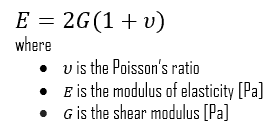 E = 2G(1 + υ)
where
• υ is the Poisson's ratio
• E is the modulus of elasticity [Pa]
• G is the shear modulus [Pa]